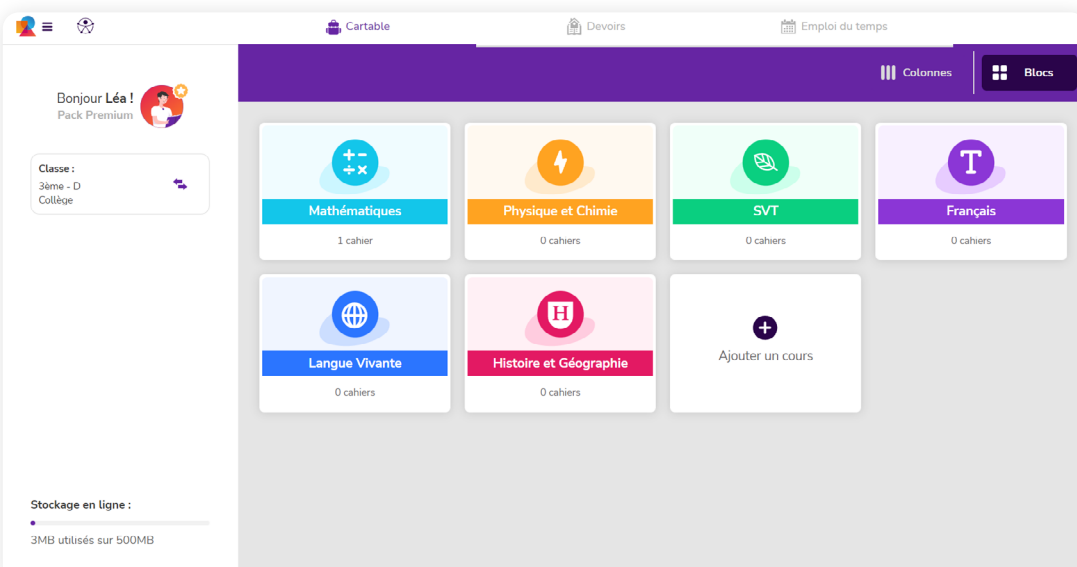 Cartable
Devoirs
Emploi du temps
Colonnes
Blocs
Bonjour Léa !
Pack Premium
Classe :
3ème - D
Collège
Mathématiques
1 cahier
Physique et Chimie
0 cahiers
SVT
0 cahiers
T
Français
0 cahiers
Langue Vivante
0 cahiers
H
Histoire et Géographie
0 cahiers
Ajouter un cours
Stockage en ligne :
3MB utilisés sur 500MB